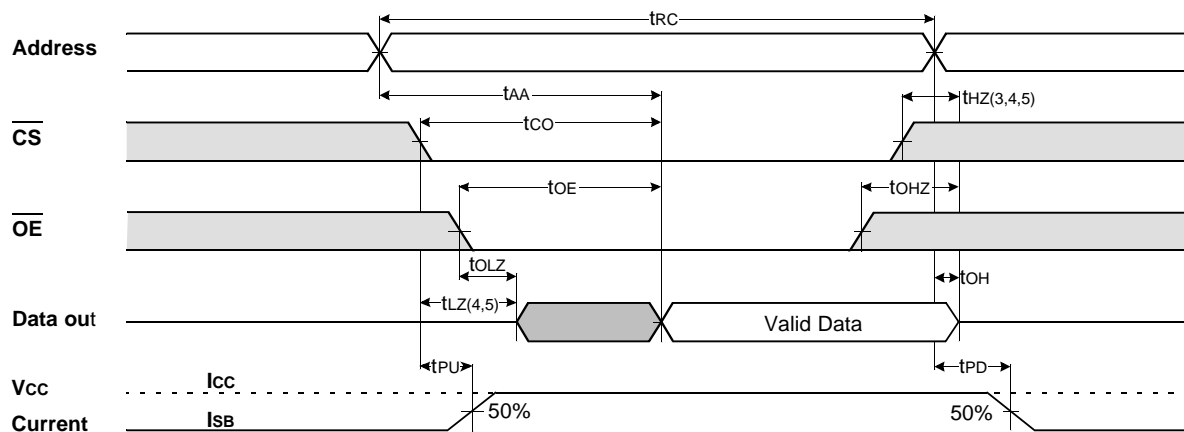 tRC
Address
tAA
tHZ(3,4,5)
CS
tCO
tOE
tOHZ
OE
tOLZ
tOH
tLZ(4,5)
Data out
Valid Data
tPU
tPD
VCC
ICC
50%
50%
Current
ISB